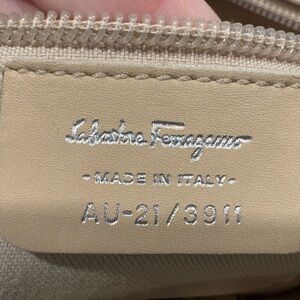 Salvatore Ferragamo
-MADE IN ITALY-
AU-21/3911